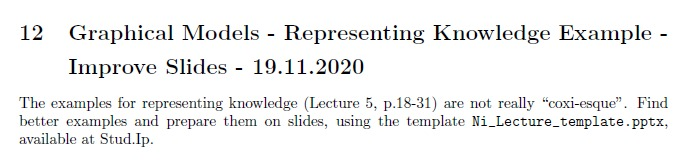 12 Graphical Models - Representing Knowledge Example -
Improve Slides - 19.11.2020
The examples for representing knowledge (Lecture 5, p.18-31) are not really “coxi-esque”. Find
better examples and prepare them on slides, using the template Ni_Lecture_template.pptx,
available at Stud.Ip.